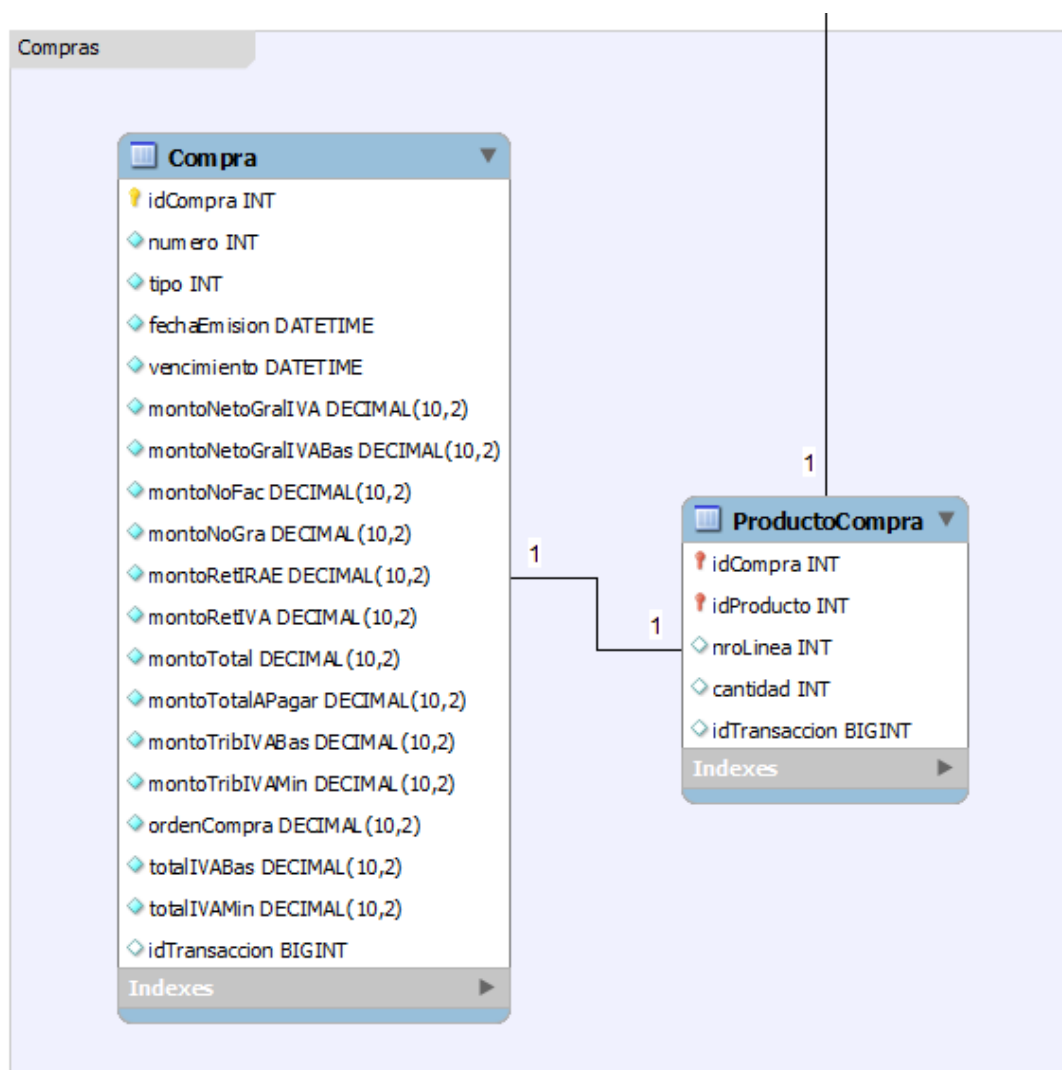 Compras
Compra
idCompra INT
numero INT
tipo INT
fechaEmision DATETIME
vencimiento DATETIME
montoNetoGralIVA DECIMAL(10,2)
montoNetoGralIVABas DECIMAL(10,2)
montoNoFac DECIMAL(10,2)
montoNoGra DECIMAL(10,2)
montoRetIRAE DECIMAL(10,2)
montoRetIVA DECIMAL(10,2)
montoTotal DECIMAL(10,2)
montoTotalAPagar DECIMAL(10,2)
montoTribIVABas DECIMAL(10,2)
montoTribIVAMin DECIMAL(10,2)
ordenCompra DECIMAL(10,2)
totalIVABas DECIMAL(10,2)
totalIVAMin DECIMAL(10,2)
idTransaccion BIGINT
Indexes
1
1
1
ProductoCompra
idCompra INT
idProducto INT
nroLinea INT
cantidad INT
idTransaccion BIGINT
Indexes